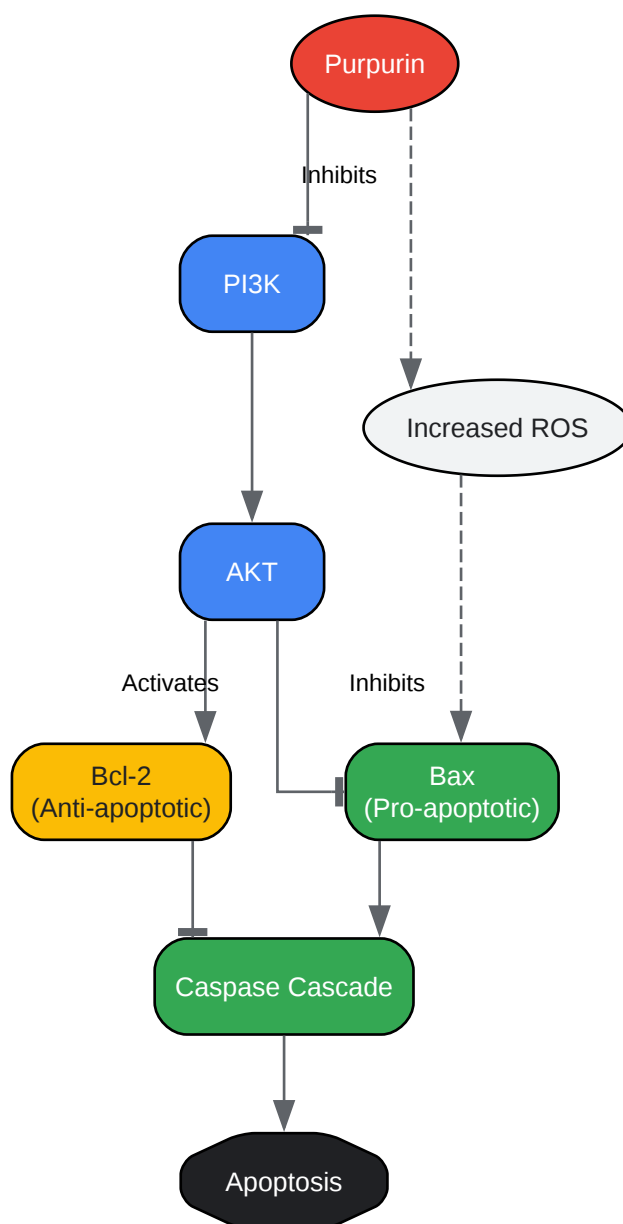 Purpurin
Inhibits
PI3K
Increased ROS
AKT
Activates
Inhibits
Bcl-2
(Anti-apoptotic)
Bax
(Pro-apoptotic)
Caspase Cascade
Apoptosis